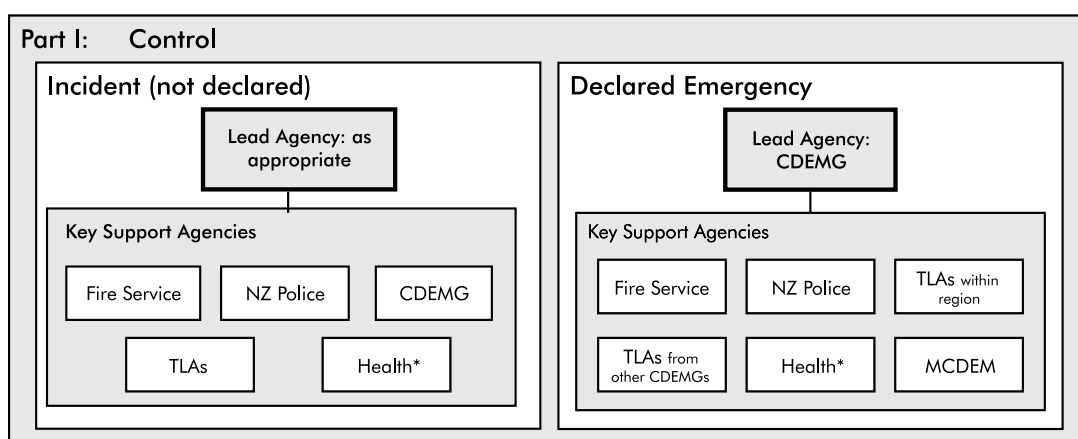 Part I: Control
Incident (not declared)
Lead Agency: as
appropriate
Key Support Agencies
Fire Service
NZ Police
CDEMG
TLAs
Health*
Declared Emergency
Lead Agency:
CDEMG
Key Support Agencies
Fire Service
NZ Police
TLAs within
region
TLAs from
other CDEMGs
Health*
MCDEM